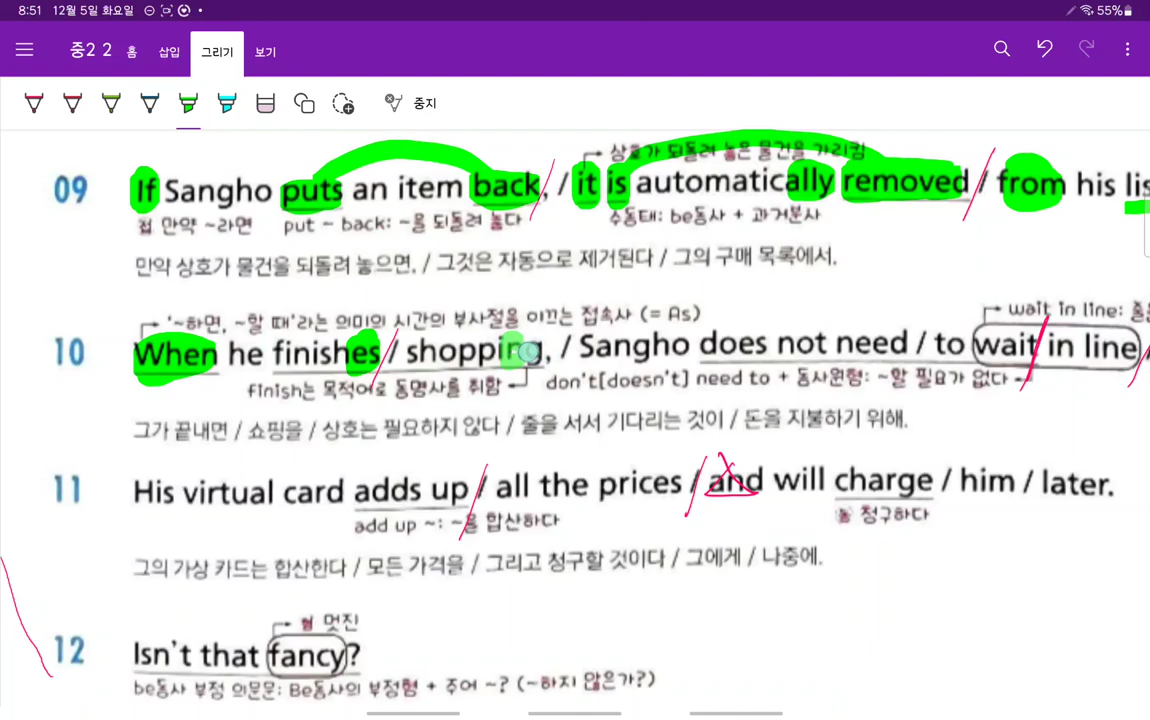 8:51 12월 5일 화요일 55%
중2 2 홈 삽입 그리기 보기
중지
상호가 되돌려 놓은 물건을 가리킴
09 If Sangho puts an item back, / it is automatically removed / from his lis
접 만약 ~라면 put - back: ~을 되돌려 놓다 수동태: be동사 + 과거분사
만약 상호가 물건을 되돌려 놓으면, / 그것은 자동으로 제거된다 / 그의 구매 목록에서.
'~하면, ~할 때'라는 의미의 시간의 부사절을 이끄는 접속사 (= As) wait in line: 줄
10 When he finishes / shopping, / Sangho does not need / to wait in line /
finish는 목적어로 동명사를 취함 don't[doesn't] need to + 동사원형: ~할 필요가 없다
그가 끝내면 / 쇼핑을 / 상호는 필요하지 않다 / 줄을 서서 기다리는 것이 / 돈을 지불하기 위해.
11 His virtual card adds up / all the prices / and will charge / him / later.
add up ~: ~을 합산하다 동 청구하다
그의 가상 카드는 합산한다 / 모든 가격을 / 그리고 청구할 것이다 / 그에게 / 나중에.
형 멋진
12 Isn't that fancy?
be동사 부정 의문문: Be동사의 부정형 + 주어 ~? (~하지 않은가?)